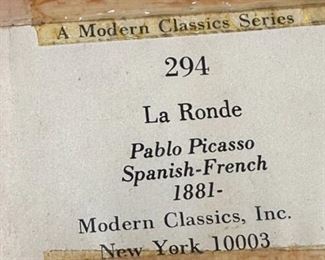 A Modern Classics Series
294
La Ronde
Pablo Picasso
Spanish-French
1881-
Modern Classics, Inc.
New York 10003